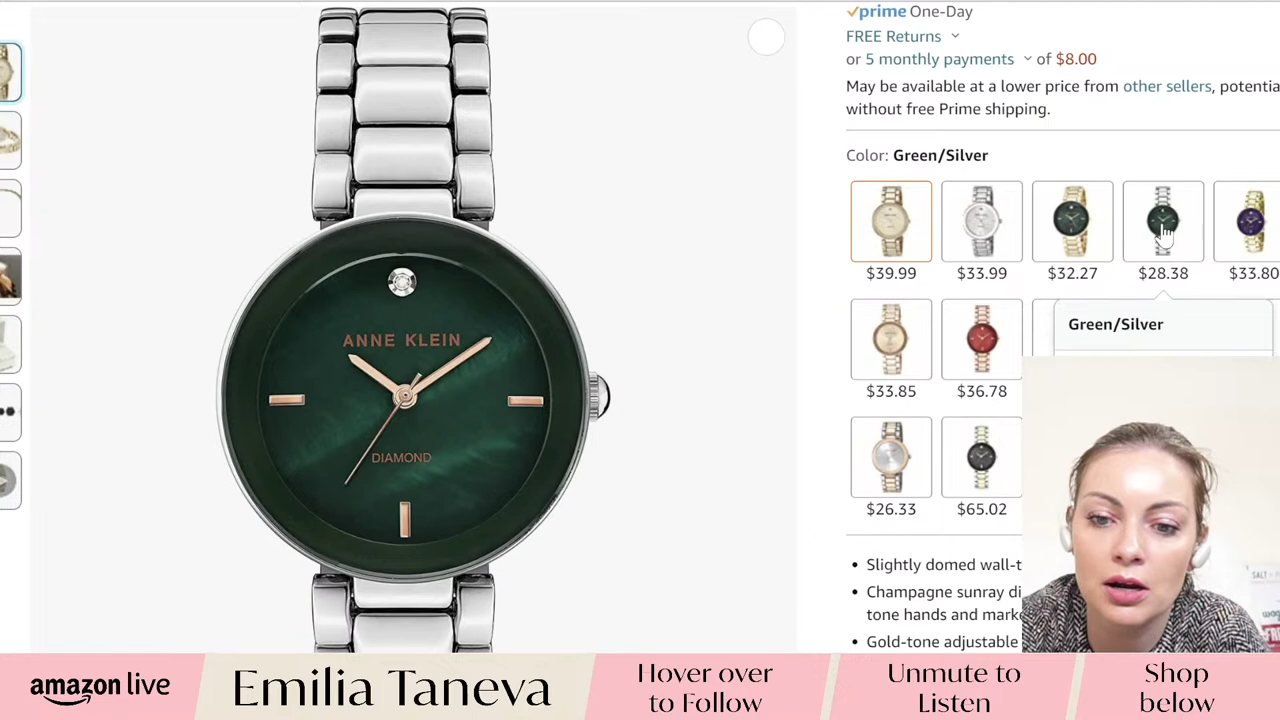 prime One-Day
FREE Returns
or 5 monthly payments of $8.00
May be available at a lower price from other sellers, potentia
without free Prime shipping.
Color: Green/Silver
$39.99 $33.99 $32.27 $28.38 $33.80
Green/Silver
$33.85 $36.78
$26.33 $65.02
• Slightly domed wall-t
• Champagne sunray di
tone hands and marke
• Gold-tone adjustable
ANNE KLEIN
DIAMOND
SALT
amazon live
Emilia Taneva
Hover over
to Follow
Unmute to
Listen
Shop
below